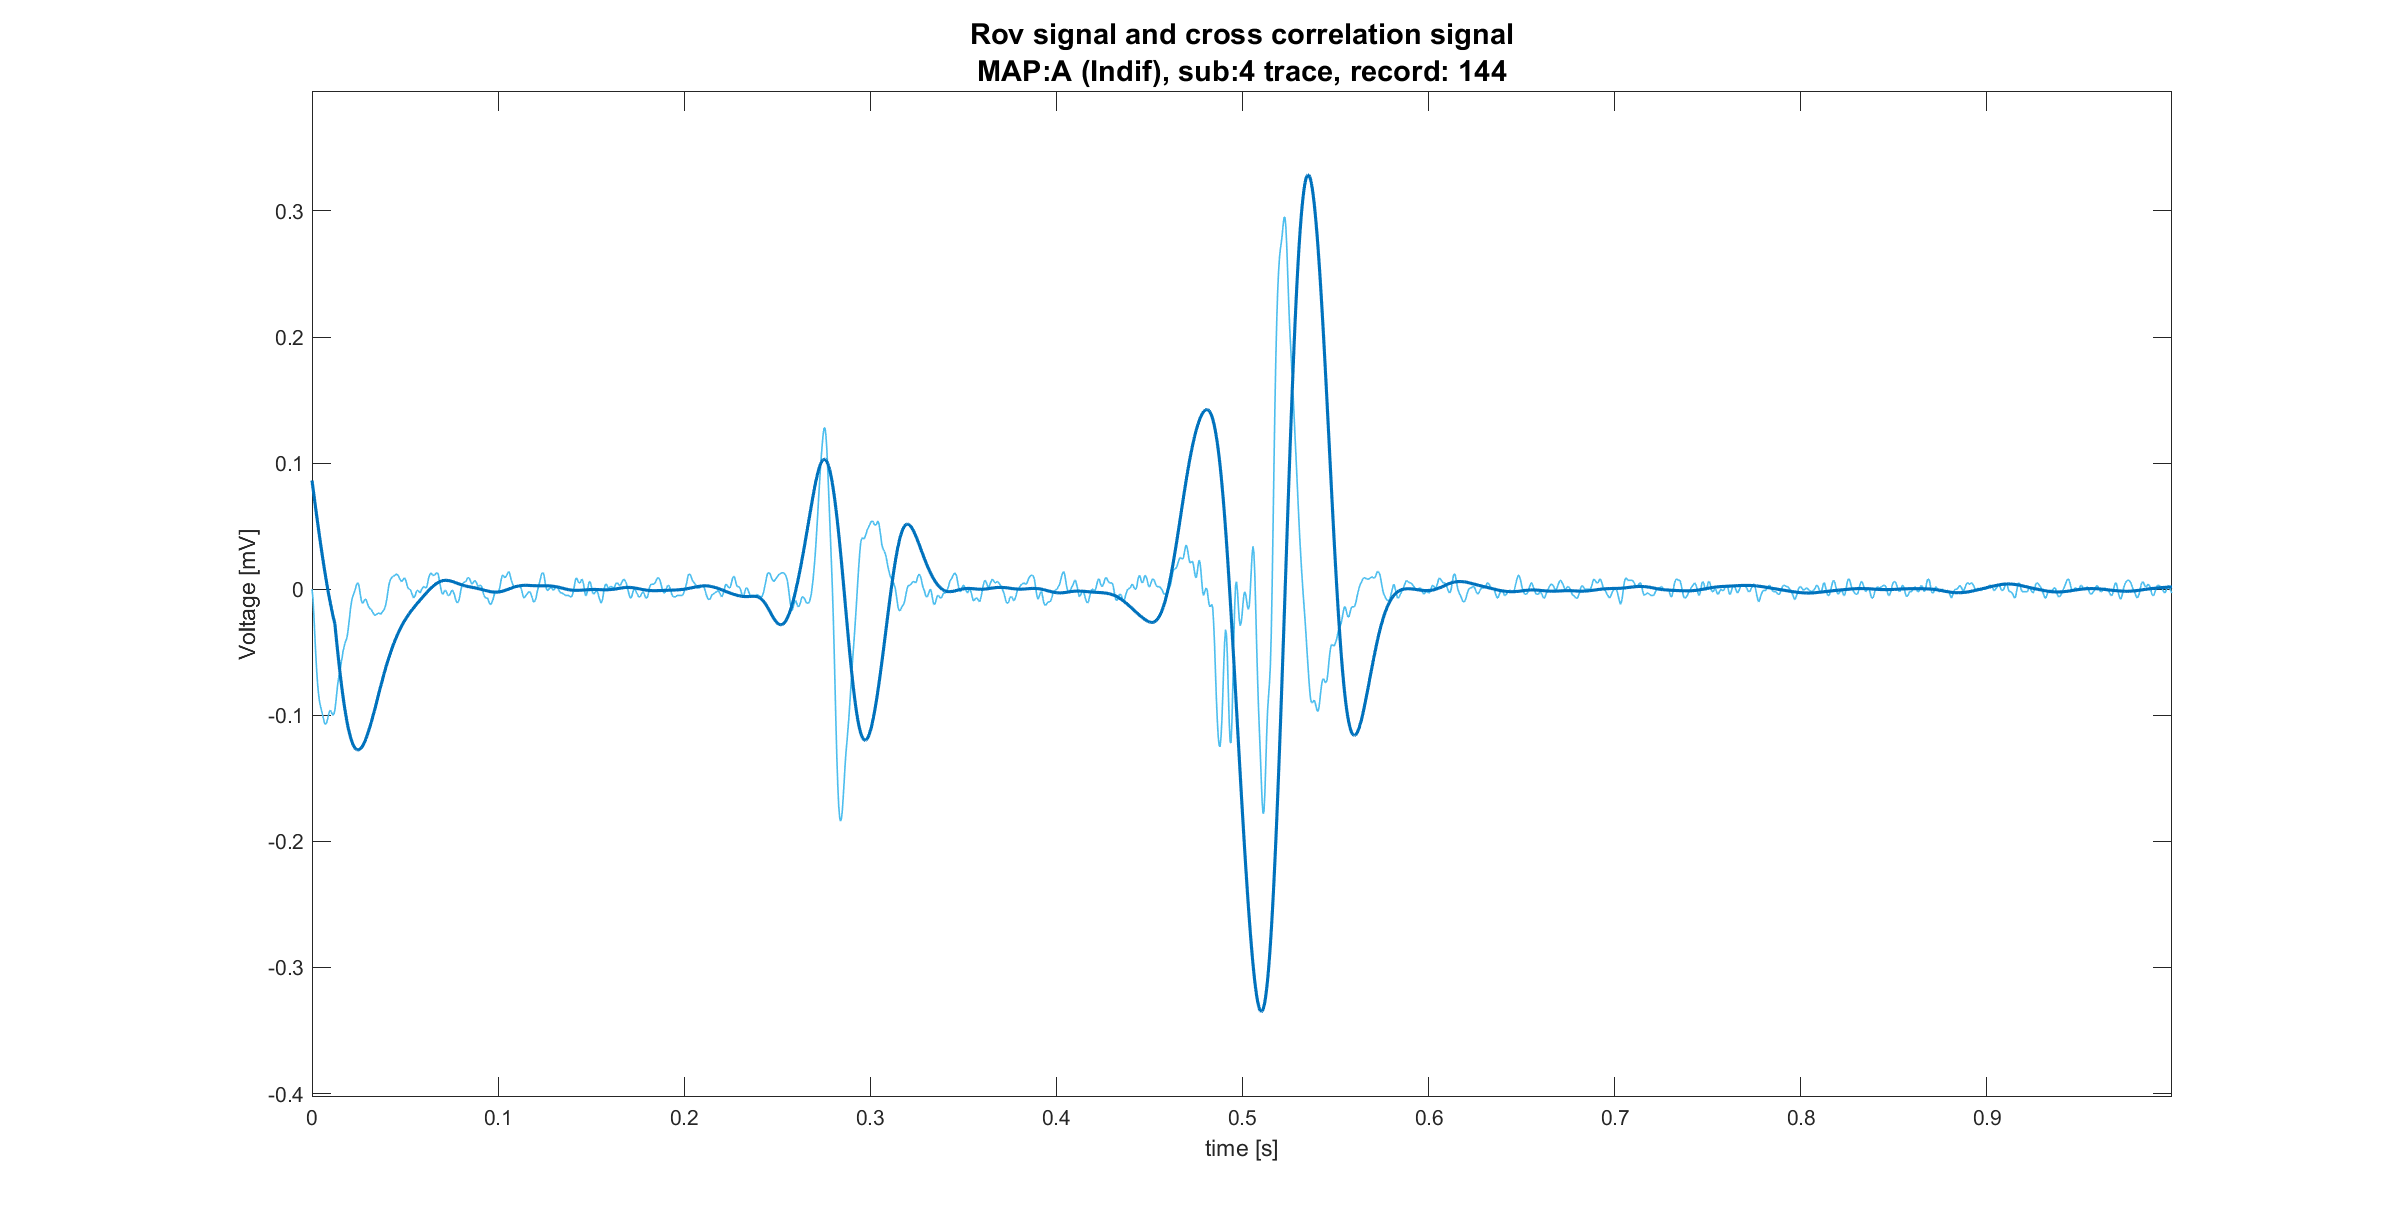 Rov signal and cross correlation signal
MAP:A (Indif), sub:4 trace, record: 144
Voltage [mV]
0.3
0.2
0.1
0
-0.1
-0.2
-0.3
-0.4
0 0.1 0.2 0.3 0.4 0.5 0.6 0.7 0.8 0.9
time [s]